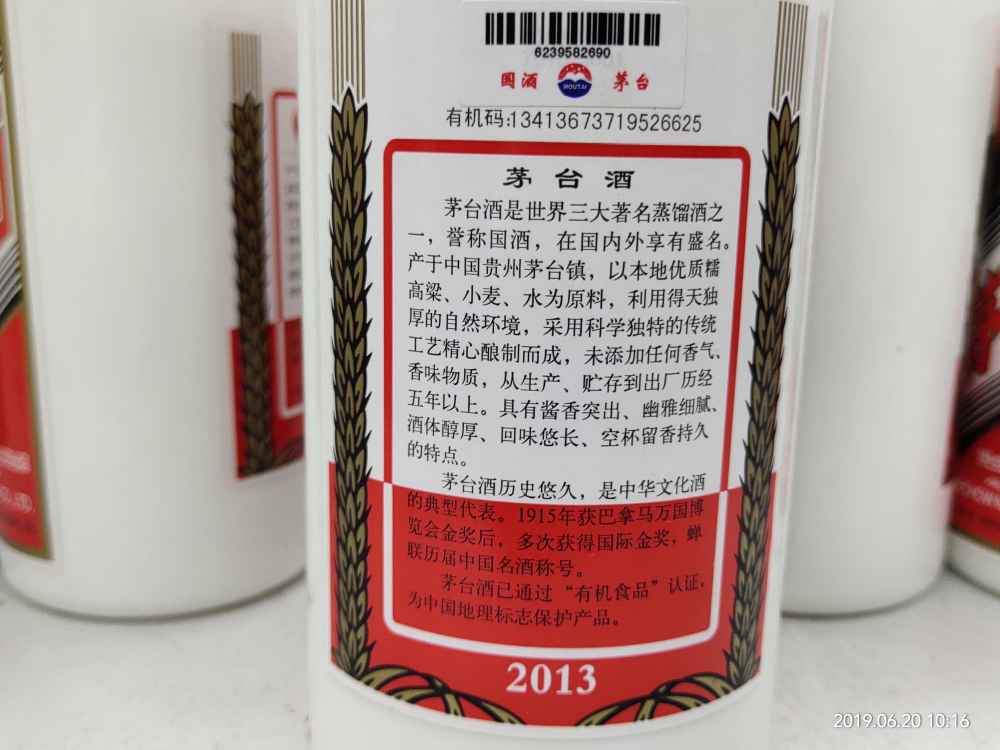 6239582690
国酒 MOUTAI 茅台
有机码:13413673719526625
茅台酒
茅台酒是世界三大著名蒸馏酒之
一，誉称国酒，在国内外享有盛名。
产于中国贵州茅台镇，以本地优质糯
高粱、小麦、水为原料，利用得天独
厚的自然环境，采用科学独特的传统
工艺精心酿制而成，未添加任何香气、
香味物质，从生产、贮存到出厂历经
五年以上。具有酱香突出、幽雅细腻、
酒体醇厚、回味悠长、空杯留香持久
的特点。
茅台酒历史悠久，是中华文化酒
的典型代表。1915年获巴拿马万国博
览会金奖后，多次获得国际金奖，蝉
联历届中国名酒称号。
茅台酒已通过“有机食品”认证，
为中国地理标志保护产品。
2013
2019.06.20 10:16